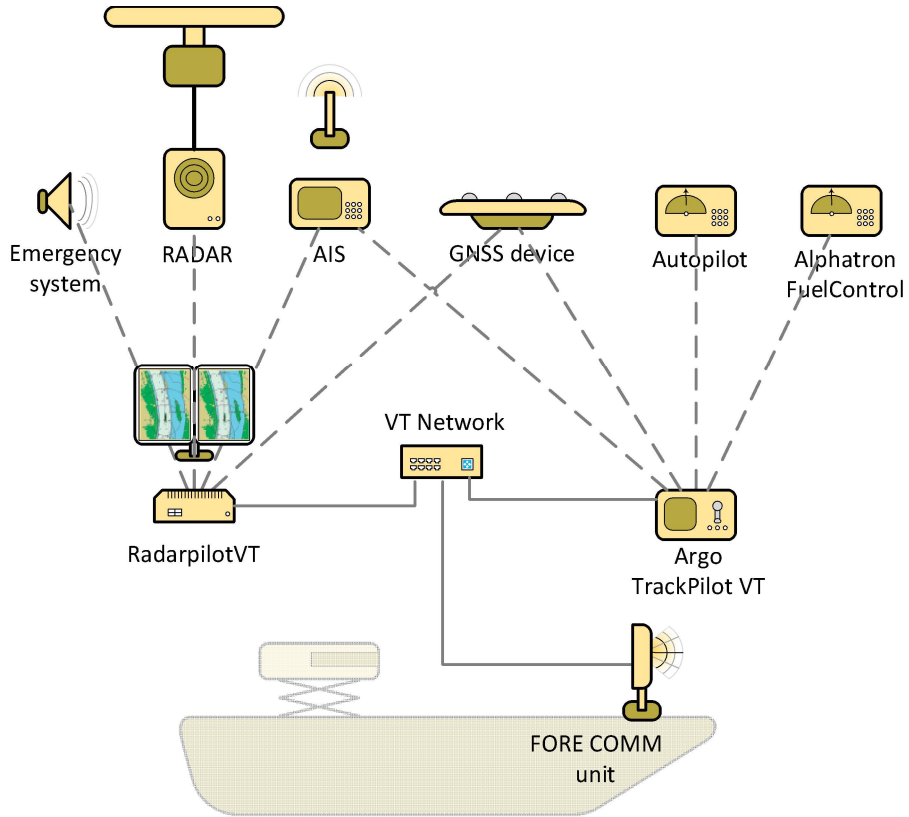 Emergency
system
RADAR
AIS
GNSS device
Autopilot
Alphatron
FuelControl
VT Network
RadarpilotVT
Argo
TrackPilot VT
FORE COMM
unit